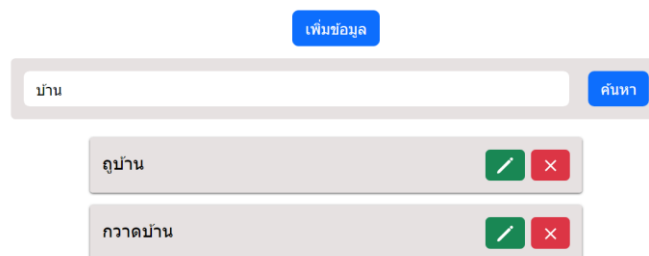 เพิ่มข้อมูล
บ้าน
ค้นหา
ถูบ้าน
กวาดบ้าน